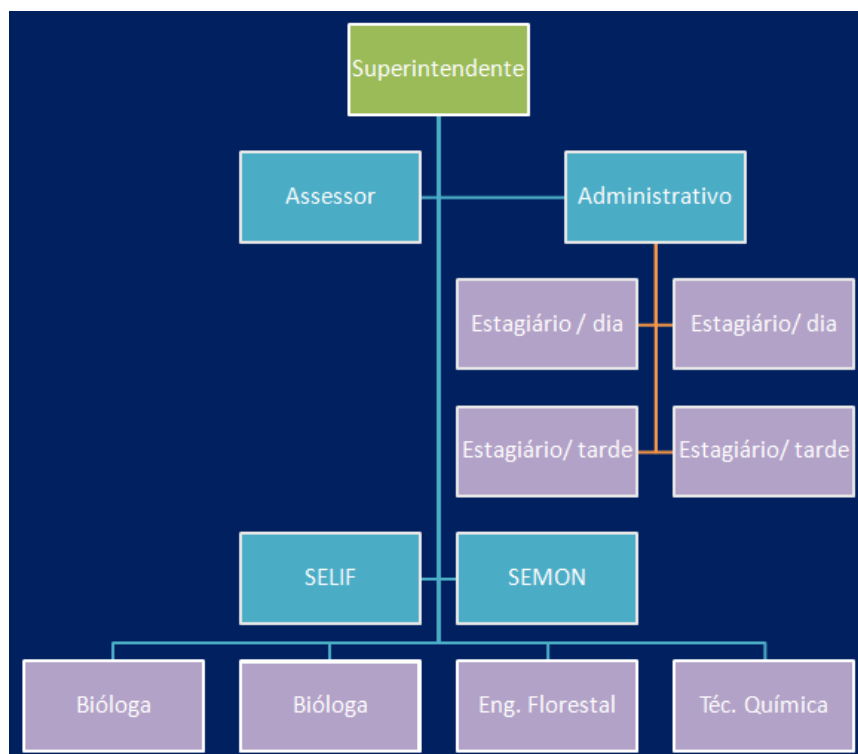 Superintendente
Assessor
Administrativo
Estagiário / dia
Estagiário/ dia
Estagiário/ tarde
Estagiário/ tarde
SELIF
SEMON
Bióloga
Bióloga
Eng. Florestal
Téc. Química